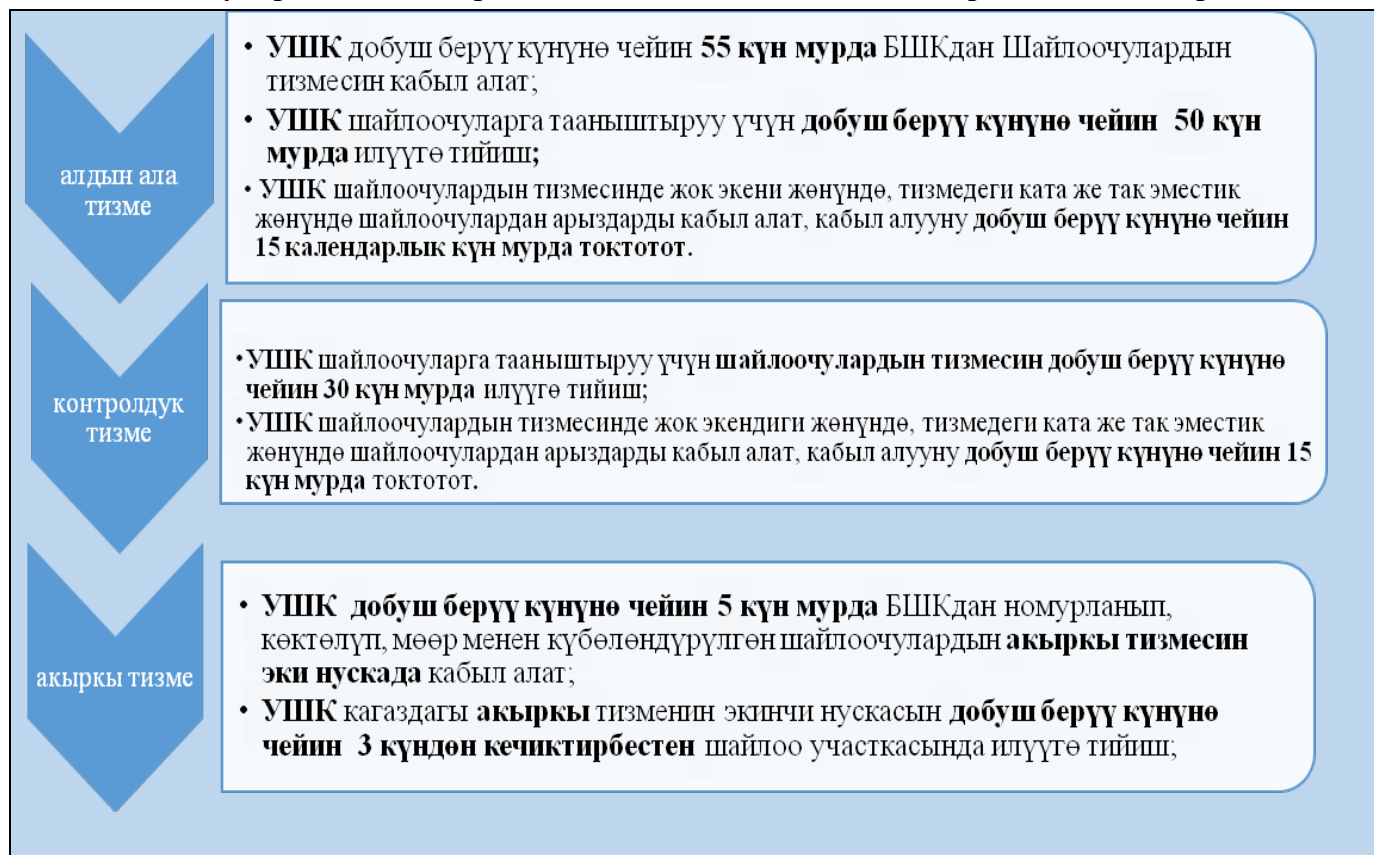 • УШК добуш берүү күнүнө чейин 55 күн мурда БШКдан Шайлоочулардын
тизмесин кабыл алат;
• УШК шайлоочуларга тааныштыруу үчүн добуш берүү күнүнө чейин 50 күн
мурда илүүгө тийиш;
• УШК шайлоочулардын тизмесинде жок экени жөнүндө, тизмедеги ката же так эместик
жөнүндө шайлоочулардан арыздарды кабыл алат, кабыл алууну добуш берүү күнүнө чейин
15 календарлык күн мурда токтотот.
алдын ала
тизме
• УШК шайлоочуларга тааныштыруу үчүн шайлоочулардын тизмесин добуш берүү күнүнө
чейин 30 күн мурда илүүгө тийиш;
• УШК шайлоочулардын тизмесинде жок экендиги жөнүндө, тизмедеги ката же так эместик
жөнүндө шайлоочулардан арыздарды кабыл алат, кабыл алууну добуш берүү күнүнө чейин 15
күн мурда токтотот.
контролдук
тизме
• УШК добуш берүү күнүнө чейин 5 күн мурда БШКдан номурланып,
көктөлүп, мөөр менен күбөлөндүрүлгөн шайлоочулардын акыркы тизмесин
эки нускада кабыл алат;
• УШК кагаздагы акыркы тизменин экинчи нускасын добуш берүү күнүнө
чейин 3 күндөн кечиктирбестен шайлоо участкасында илүүгө тийиш;
акыркы тизме